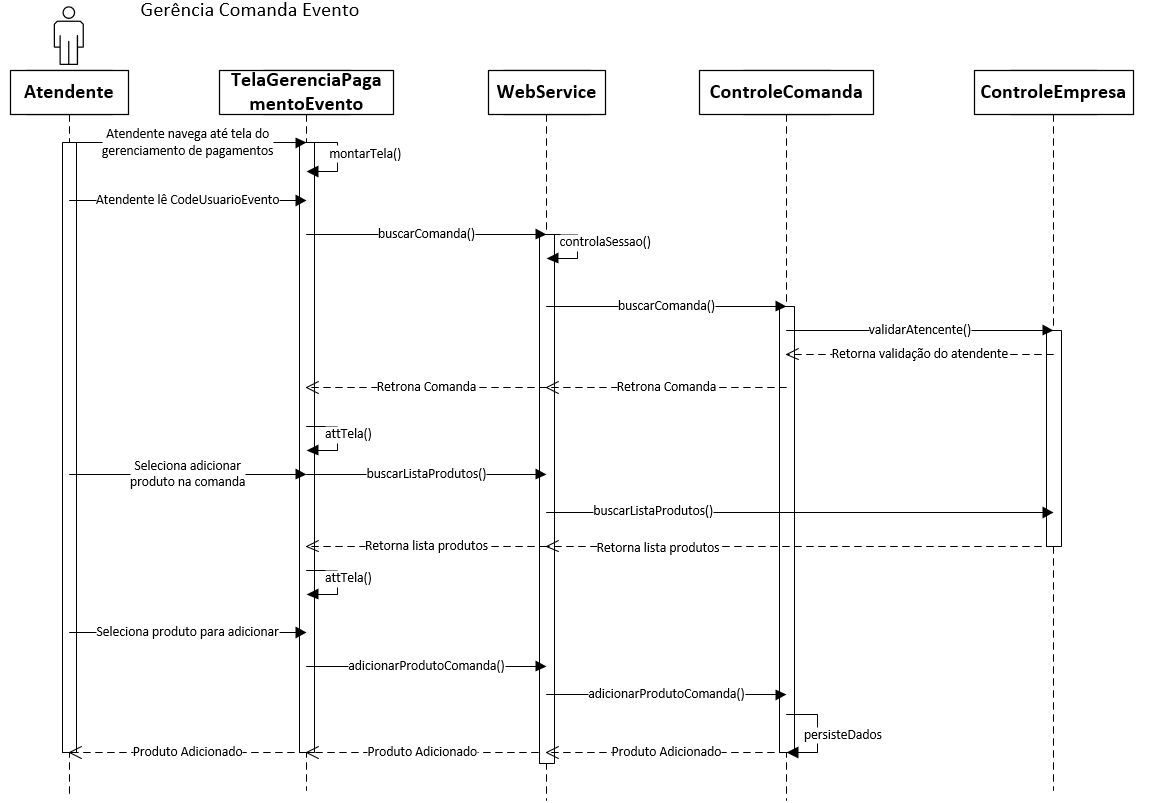 Gerência Comanda Evento
Atendente
TelaGerenciaPaga
mentoEvento
WebService
ControleComanda
ControleEmpresa
Atendente navega até tela do
gerenciamento de pagamentos
montarTela()
Atendente lê CodeUsuarioEvento
buscarComanda()
controlaSessao()
buscarComanda()
validarAtencente()
Retorna validação do atendente
Retrona Comanda
Retrona Comanda
attTela()
Seleciona adicionar
produto na comanda
buscarListaProdutos()
buscarListaProdutos()
Retorna lista produtos
Retorna lista produtos
attTela()
Seleciona produto para adicionar
adicionarProdutoComanda()
adicionarProdutoComanda()
persisteDados
Produto Adicionado
Produto Adicionado
Produto Adicionado